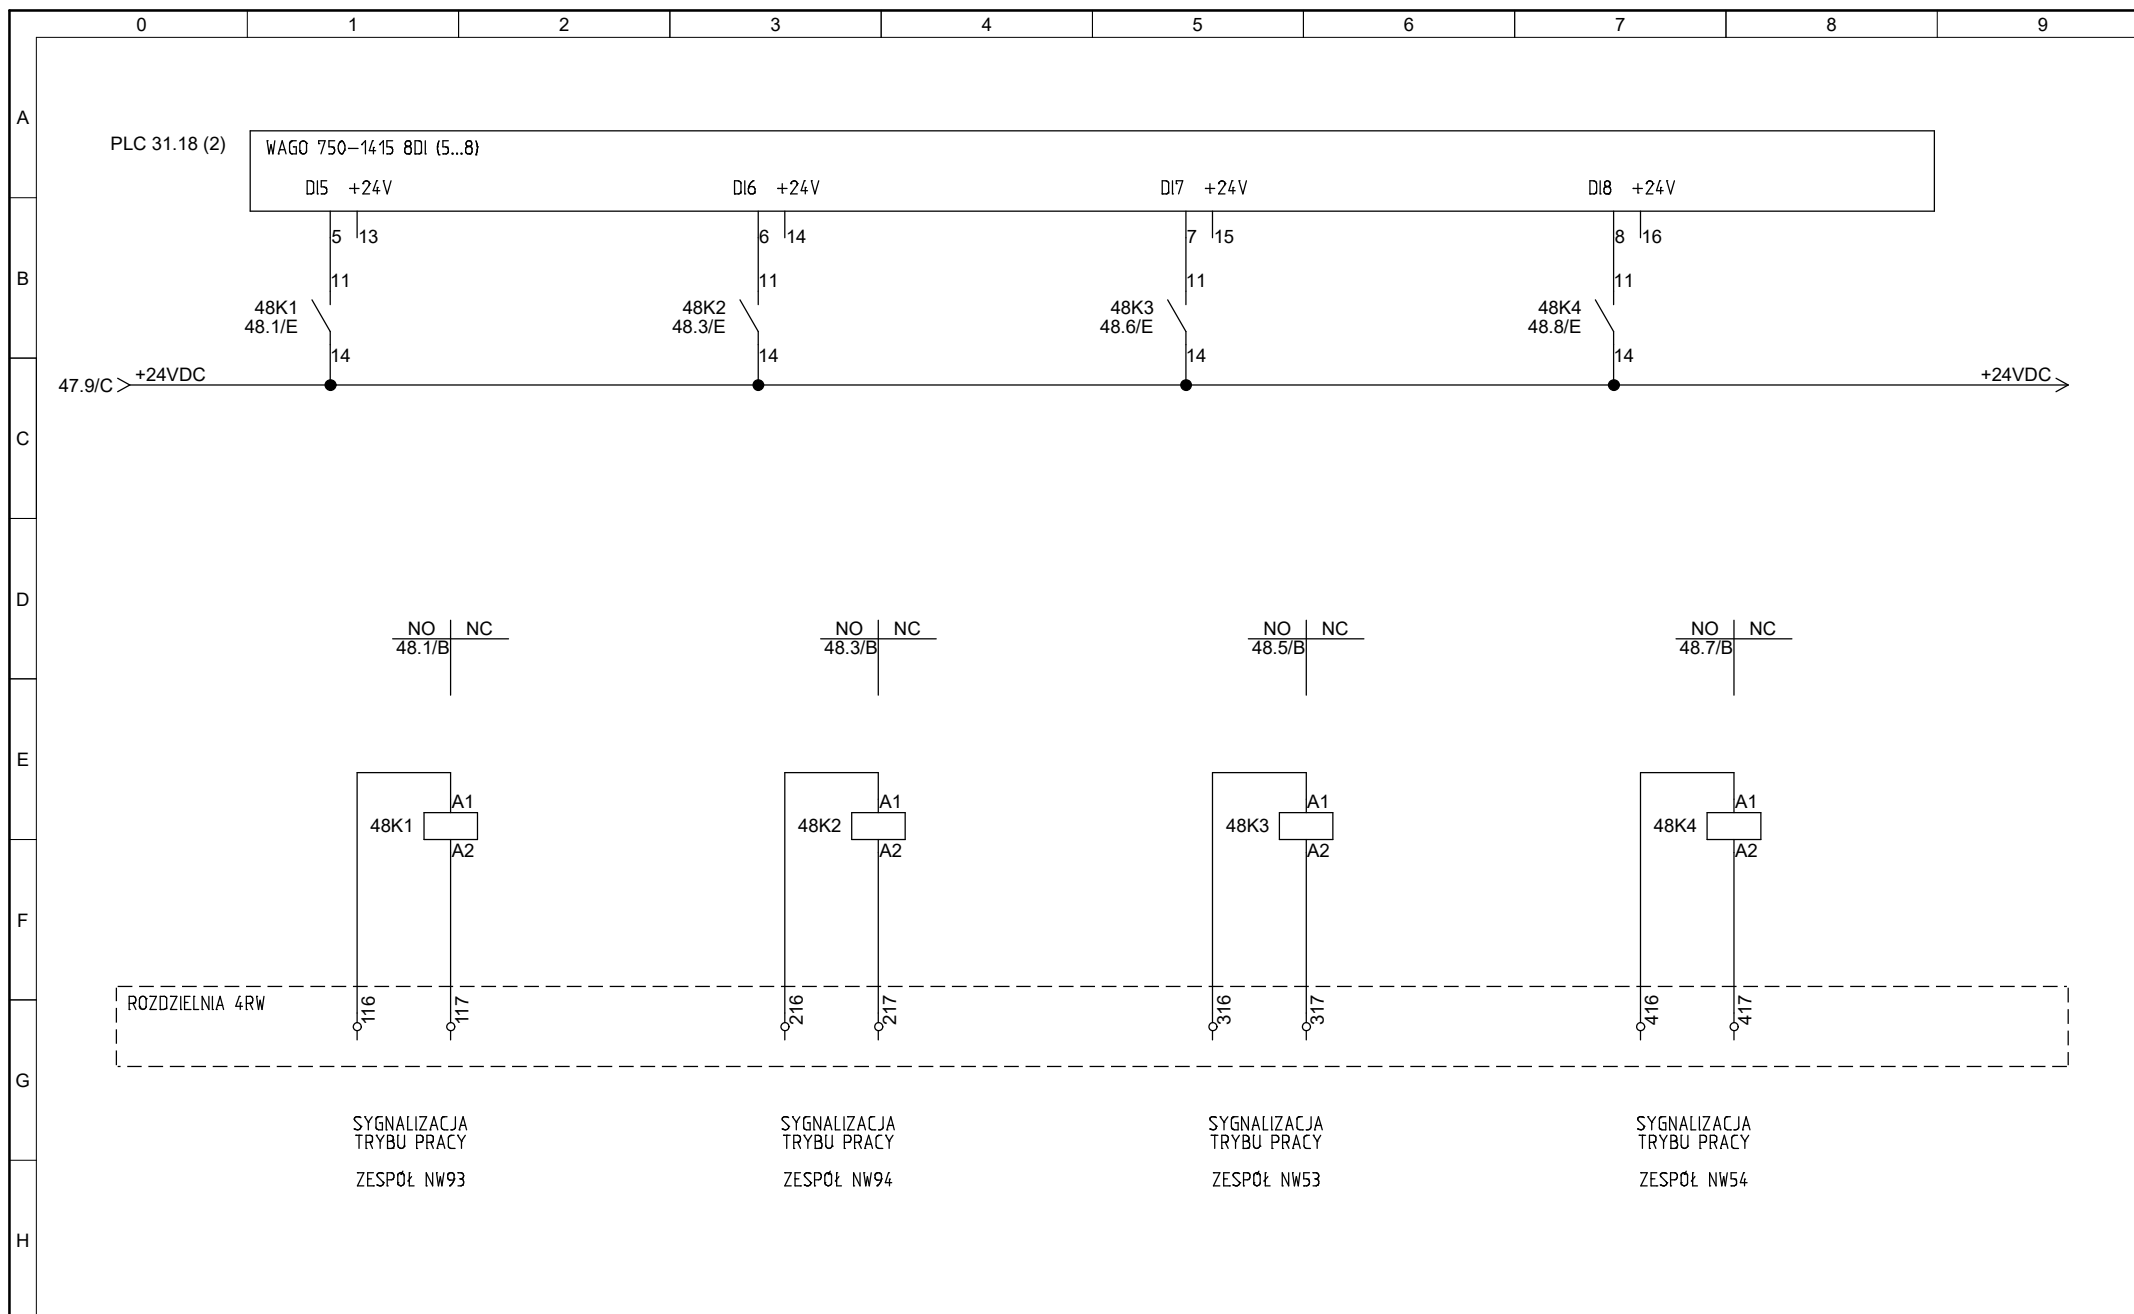 0 1 2 3 4 5 6 7 8 9
A
PLC 31.18 (2)
WAGO 750-1415 8DI (5...8)
DI5 +24V DI6 +24V DI7 +24V DI8 +24V
5 13 6 14 7 15 8 16
B
11 11 11 11
48K1 48K2 48K3 48K4
48.1/E 48.3/E 48.6/E 48.8/E
14 14 14 14
47.9/C +24VDC +24VDC
C
D
NO NC NO NC NO NC NO NC
48.1/B 48.3/B 48.5/B 48.7/B
E
A1 A1 A1 A1
48K1 48K2 48K3 48K4
A2 A2 A2 A2
F
ROZDZIELNIA 4RW
116 117 216 217 316 317 416 417
G
SYGNALIZACJA SYGNALIZACJA SYGNALIZACJA SYGNALIZACJA
TRYBU PRACY TRYBU PRACY TRYBU PRACY TRYBU PRACY
ZESPÓŁ NW93 ZESPÓŁ NW94 ZESPÓŁ NW53 ZESPÓŁ NW54
H